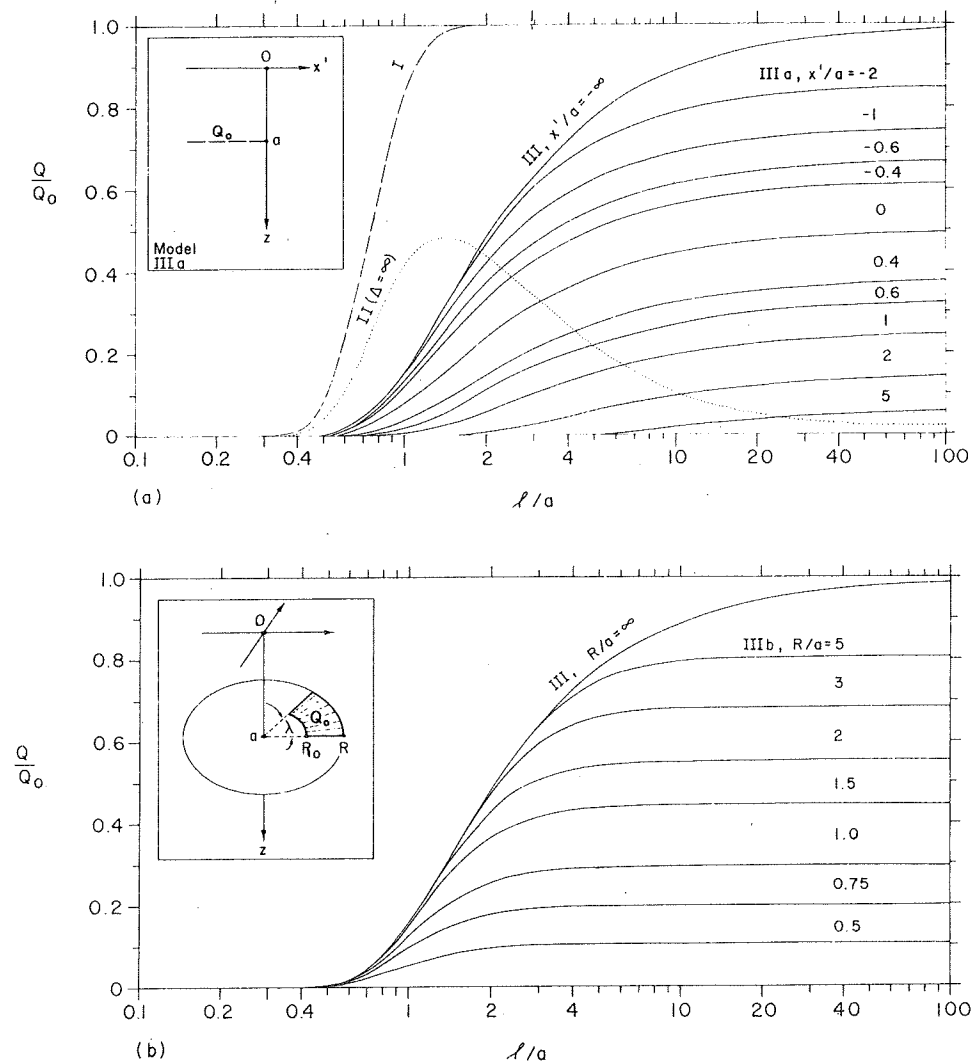 1.0
0.8
0.6
0.4
0.2
0
Q
Q₀
O
x'
Q₀
a
z
Model
IIIa
I
II (Δ = ∞)
III, x'/a = -∞
IIIa, x'/a = -2
-1
-0.6
-0.4
0
0.4
0.6
1
2
5
0.1 0.2 0.4 1 2 4 10 20 40 100
(a)
ℓ/a
1.0
0.8
0.6
0.4
0.2
0
Q
Q₀
O
a
λ
Q₀
R₀
R
z
III, R/a = ∞
IIIb, R/a = 5
3
2
1.5
1.0
0.75
0.5
0.1 0.2 0.4 1 2 4 10 20 40 100
(b)
ℓ/a